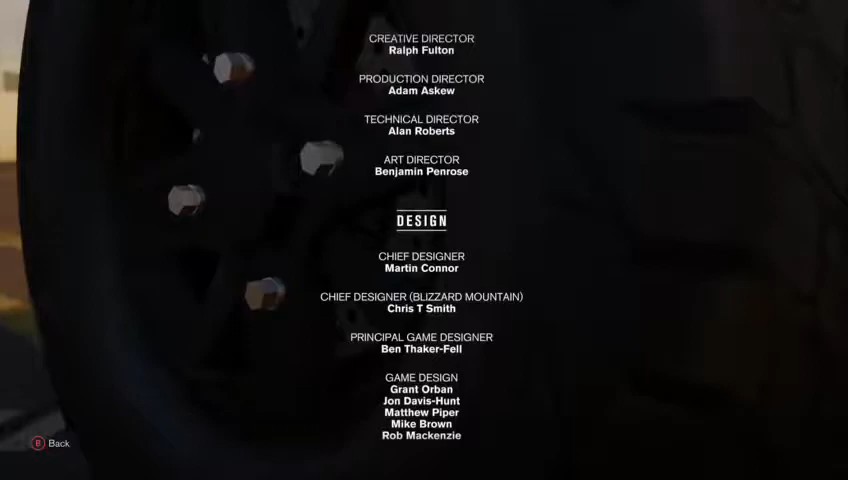 CREATIVE DIRECTOR
Ralph Fulton
PRODUCTION DIRECTOR
Adam Askew
TECHNICAL DIRECTOR
Alan Roberts
ART DIRECTOR
Benjamin Penrose
DESIGN
CHIEF DESIGNER
Martin Connor
CHIEF DESIGNER (BLIZZARD MOUNTAIN)
Chris T Smith
PRINCIPAL GAME DESIGNER
Ben Thaker-Fell
GAME DESIGN
Grant Orban
Jon Davis-Hunt
Matthew Piper
Mike Brown
Rob Mackenzie
B Back